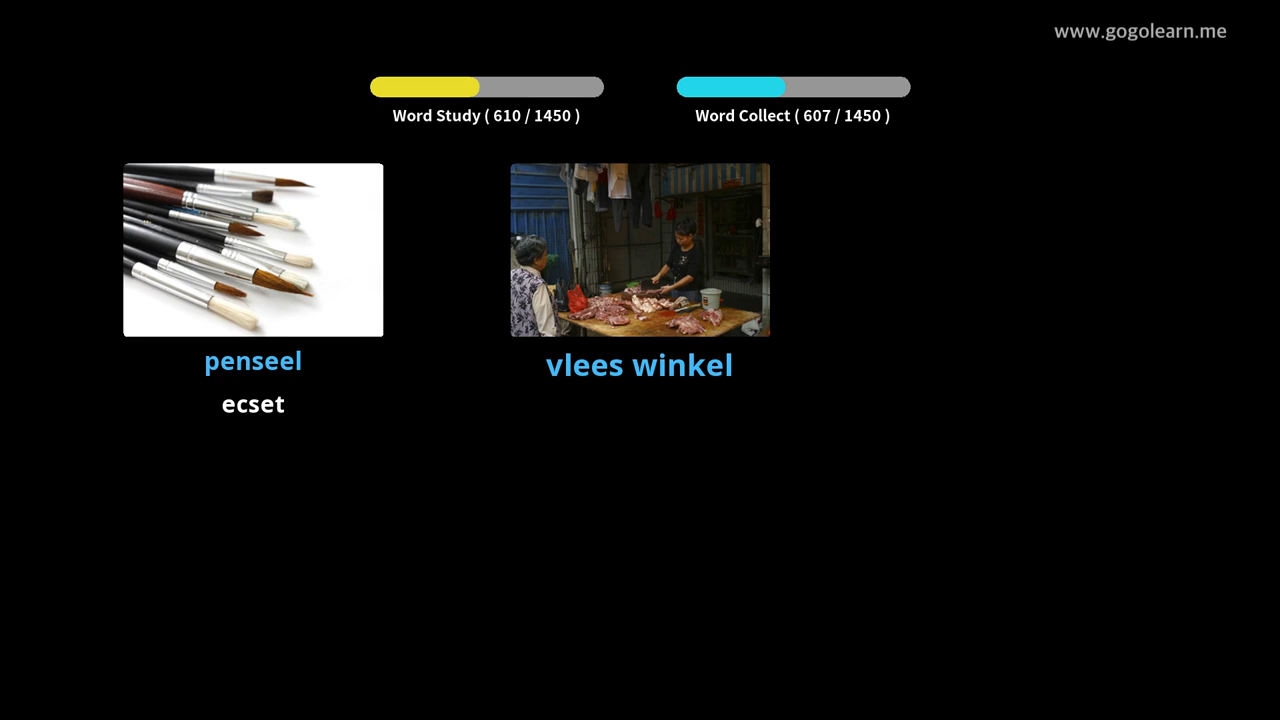 www.gogolearn.me
Word Study ( 610 / 1450 )
Word Collect ( 607 / 1450 )
penseel
ecset
vlees winkel